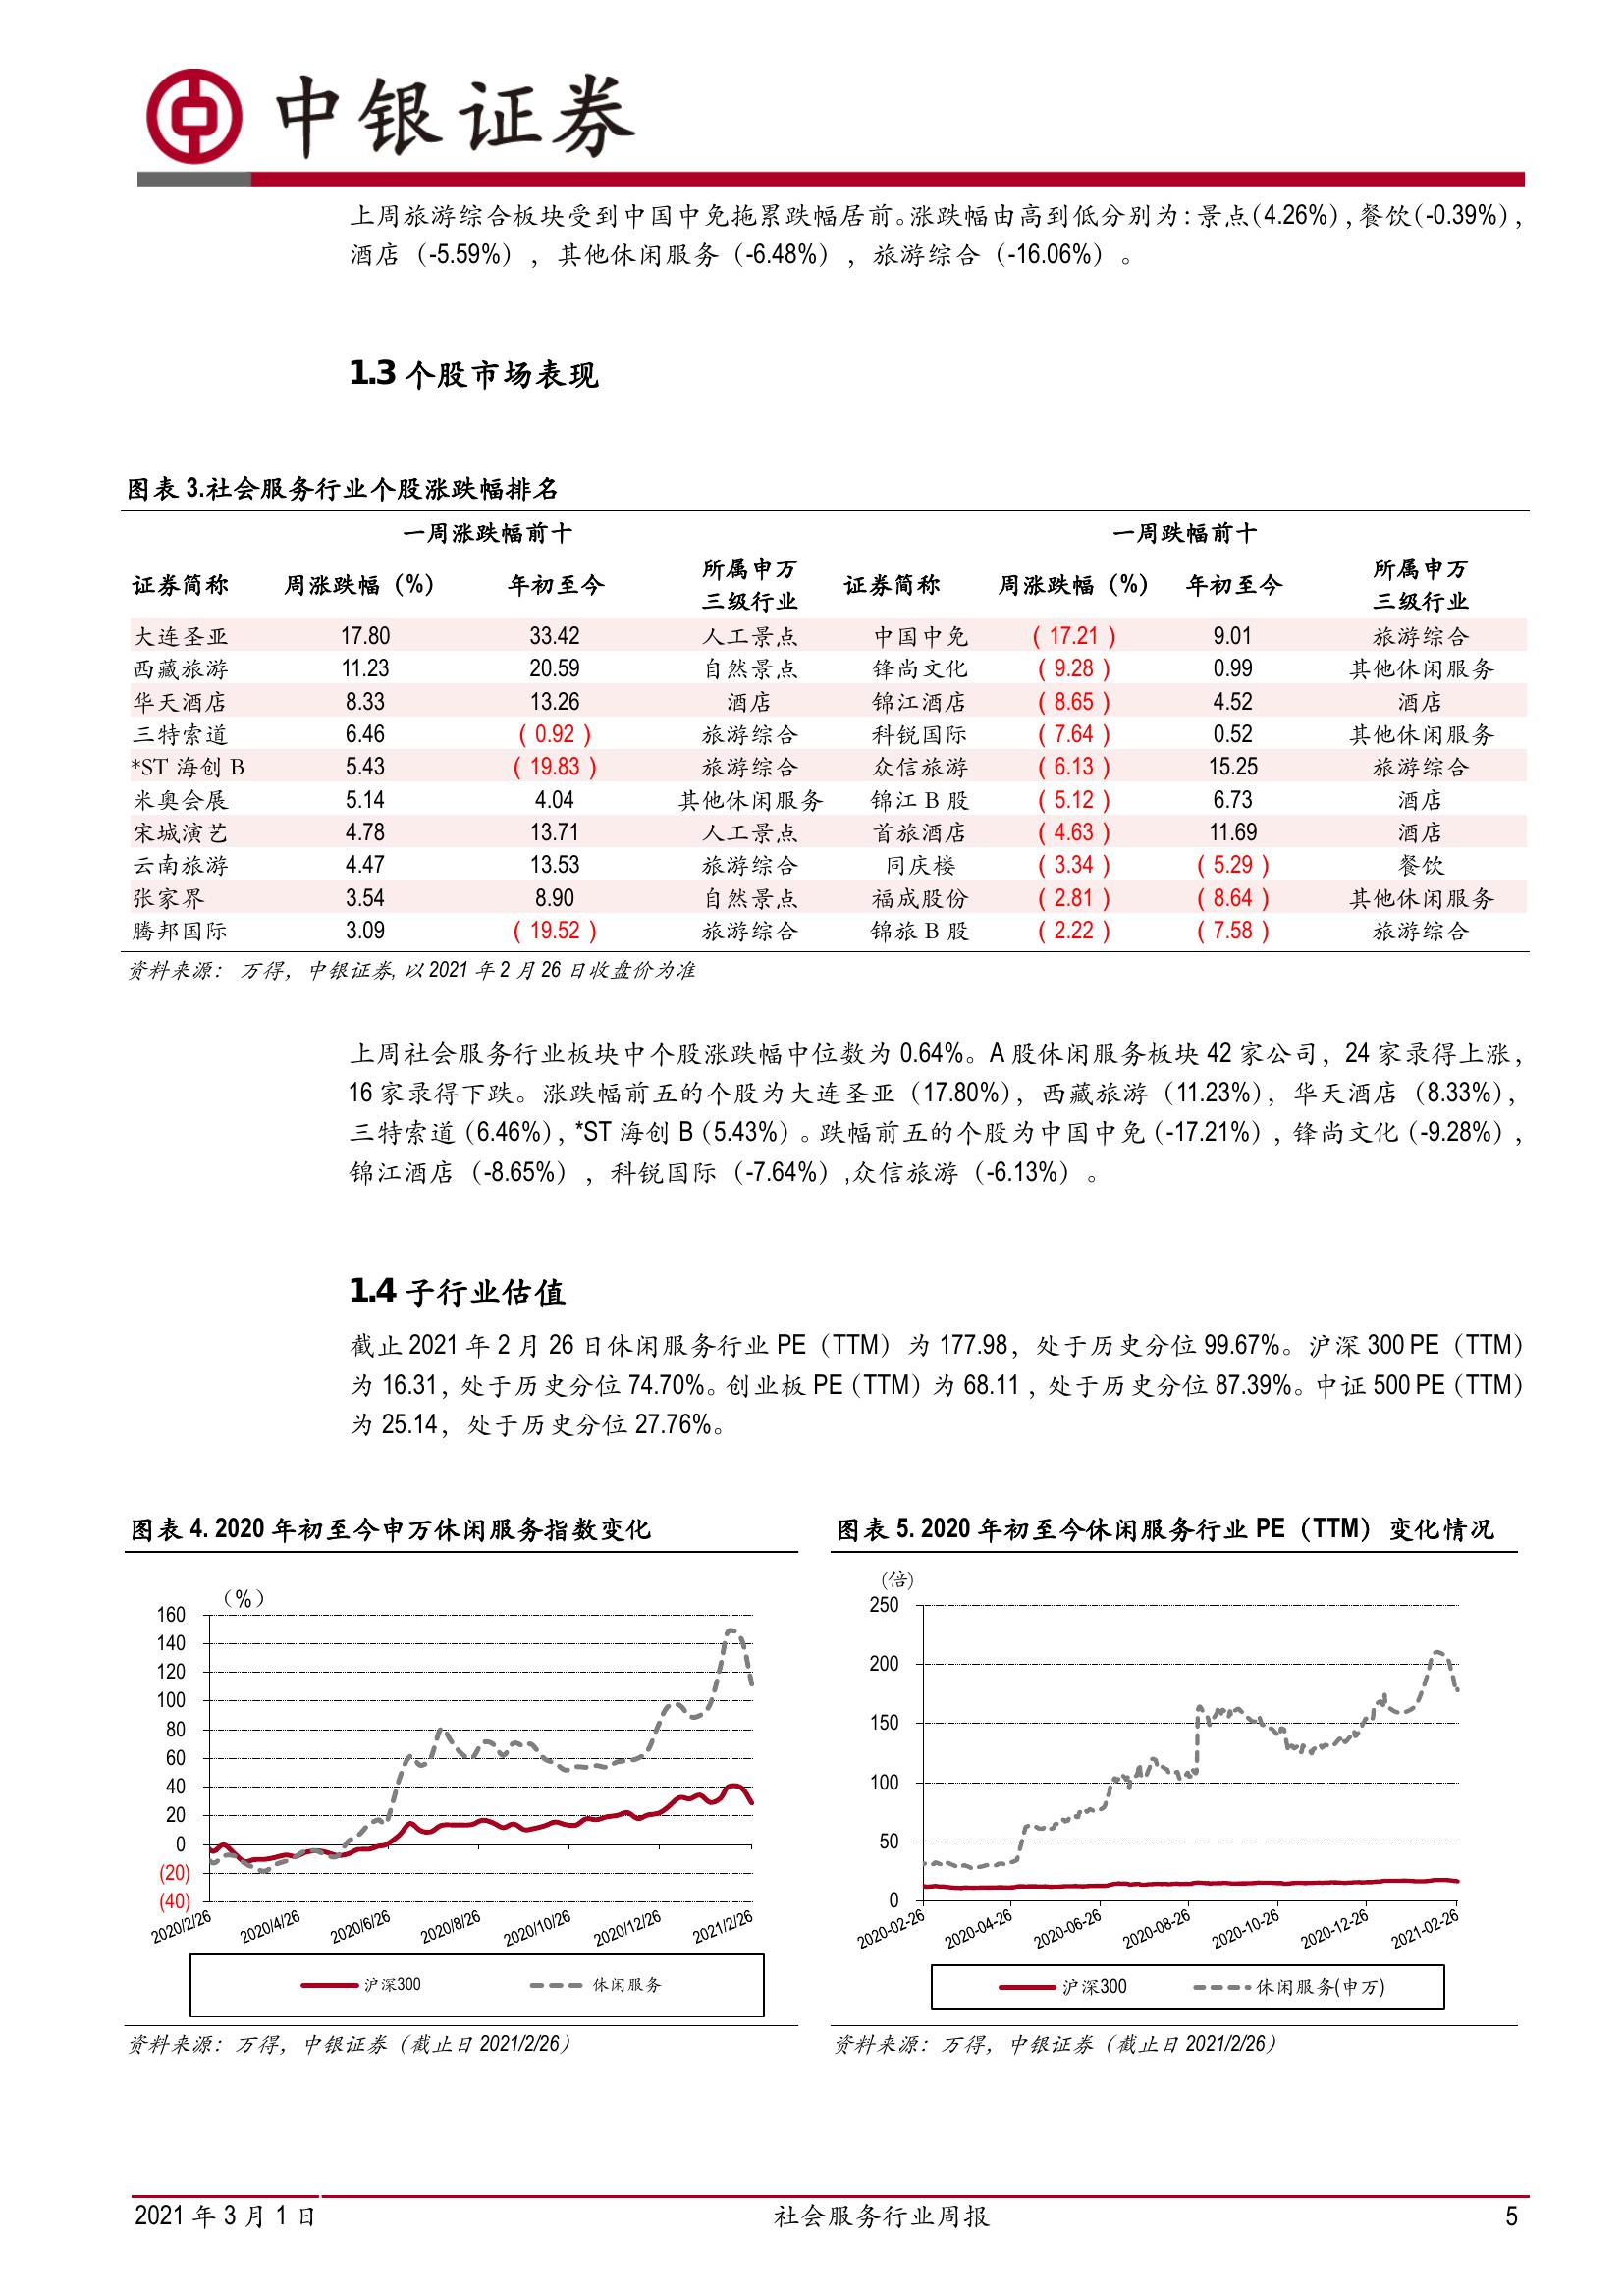 中银证券
上周旅游综合板块受到中国中免拖累跌幅居前。涨跌幅由高到低分别为：景点(4.26%)，餐饮(-0.39%)，
酒店（-5.59%），其他休闲服务（-6.48%），旅游综合（-16.06%）。
1.3 个股市场表现
图表 3.社会服务行业个股涨跌幅排名
一周涨跌幅前十 一周跌幅前十
证券简称 周涨跌幅（%） 年初至今 所属申万三级行业 证券简称 周涨跌幅（%） 年初至今 所属申万三级行业
大连圣亚 17.80 33.42 人工景点 中国中免 ( 17.21 ) 9.01 旅游综合
西藏旅游 11.23 20.59 自然景点 锋尚文化 ( 9.28 ) 0.99 其他休闲服务
华天酒店 8.33 13.26 酒店 锦江酒店 ( 8.65 ) 4.52 酒店
三特索道 6.46 ( 0.92 ) 旅游综合 科锐国际 ( 7.64 ) 0.52 其他休闲服务
*ST 海创 B 5.43 ( 19.83 ) 旅游综合 众信旅游 ( 6.13 ) 15.25 旅游综合
米奥会展 5.14 4.04 其他休闲服务 锦江 B 股 ( 5.12 ) 6.73 酒店
宋城演艺 4.78 13.71 人工景点 首旅酒店 ( 4.63 ) 11.69 酒店
云南旅游 4.47 13.53 旅游综合 同庆楼 ( 3.34 ) ( 5.29 ) 餐饮
张家界 3.54 8.90 自然景点 福成股份 ( 2.81 ) ( 8.64 ) 其他休闲服务
腾邦国际 3.09 ( 19.52 ) 旅游综合 锦旅 B 股 ( 2.22 ) ( 7.58 ) 旅游综合
资料来源： 万得，中银证券, 以 2021 年 2 月 26 日收盘价为准
上周社会服务行业板块中个股涨跌幅中位数为 0.64%。A 股休闲服务板块 42 家公司，24 家录得上涨，
16 家录得下跌。涨跌幅前五的个股为大连圣亚（17.80%），西藏旅游（11.23%），华天酒店（8.33%），
三特索道（6.46%），*ST 海创 B（5.43%）。跌幅前五的个股为中国中免（-17.21%），锋尚文化（-9.28%），
锦江酒店（-8.65%），科锐国际（-7.64%）,众信旅游（-6.13%）。
1.4 子行业估值
截止 2021 年 2 月 26 日休闲服务行业 PE（TTM）为 177.98，处于历史分位 99.67%。沪深 300 PE（TTM）
为 16.31，处于历史分位 74.70%。创业板 PE（TTM）为 68.11，处于历史分位 87.39%。中证 500 PE（TTM）
为 25.14，处于历史分位 27.76%。
图表 4. 2020 年初至今申万休闲服务指数变化
（%）
160
140
120
100
80
60
40
20
0
(20)
(40)
2020/2/26 2020/4/26 2020/6/26 2020/8/26 2020/10/26 2020/12/26 2021/2/26
沪深300 休闲服务
资料来源：万得，中银证券（截止日 2021/2/26）
图表 5. 2020 年初至今休闲服务行业 PE（TTM）变化情况
(倍)
250
200
150
100
50
0
2020-02-26 2020-04-26 2020-06-26 2020-08-26 2020-10-26 2020-12-26 2021-02-26
沪深300 休闲服务(申万)
资料来源：万得，中银证券（截止日 2021/2/26）
2021 年 3 月 1 日 社会服务行业周报 5